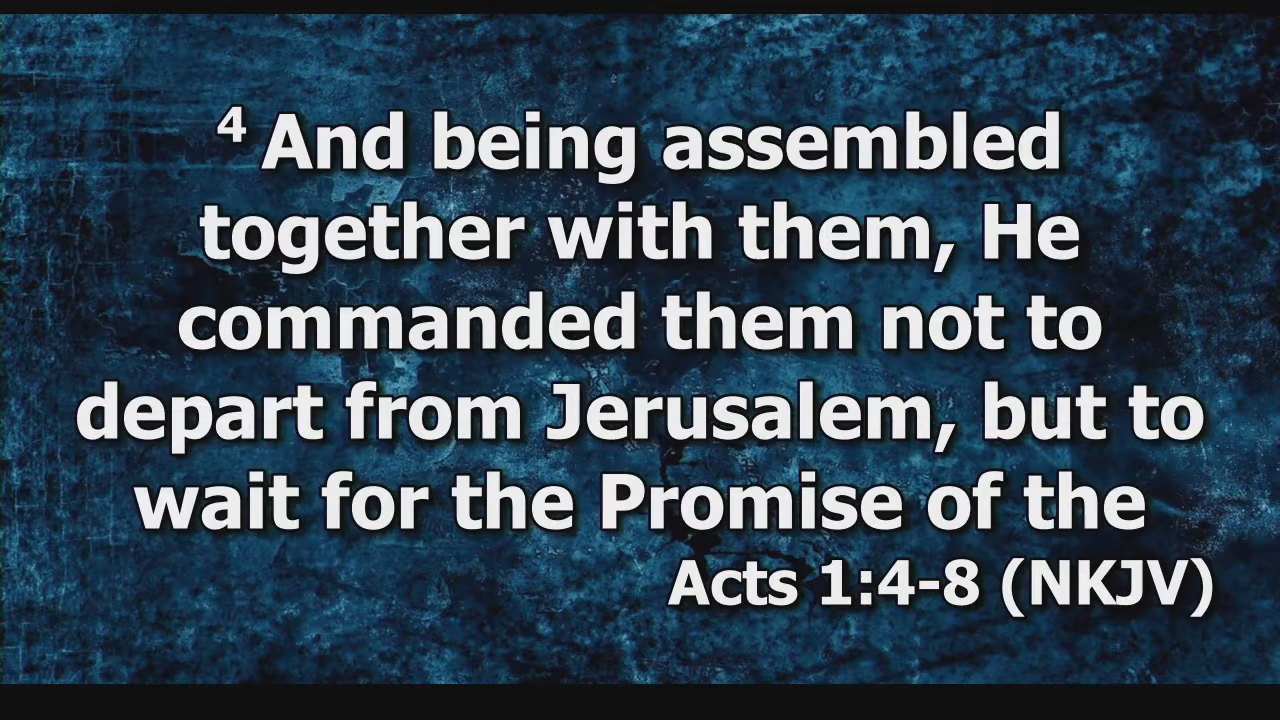 4 And being assembled
together with them, He
commanded them not to
depart from Jerusalem, but to
wait for the Promise of the
Acts 1:4-8 (NKJV)